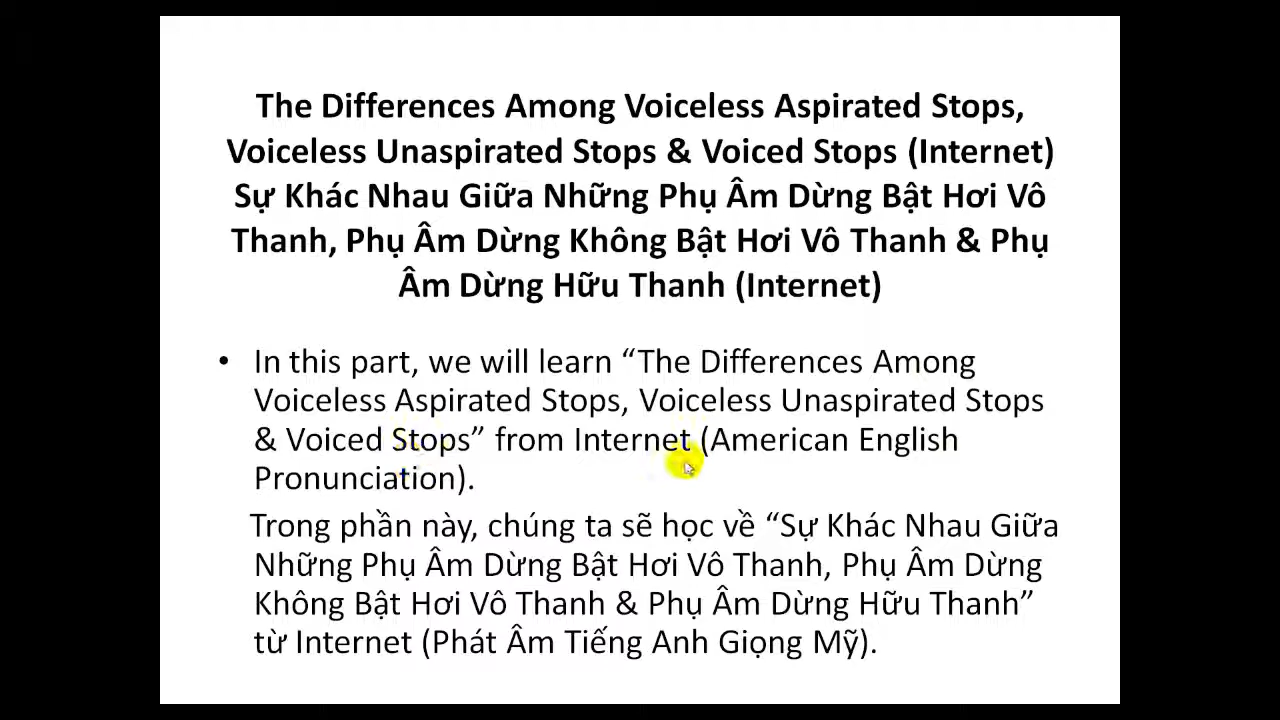 The Differences Among Voiceless Aspirated Stops,
Voiceless Unaspirated Stops & Voiced Stops (Internet)
Sự Khác Nhau Giữa Những Phụ Âm Dừng Bật Hơi Vô
Thanh, Phụ Âm Dừng Không Bật Hơi Vô Thanh & Phụ
Âm Dừng Hữu Thanh (Internet)
• In this part, we will learn “The Differences Among
Voiceless Aspirated Stops, Voiceless Unaspirated Stops
& Voiced Stops” from Internet (American English
Pronunciation).
Trong phần này, chúng ta sẽ học về “Sự Khác Nhau Giữa
Những Phụ Âm Dừng Bật Hơi Vô Thanh, Phụ Âm Dừng
Không Bật Hơi Vô Thanh & Phụ Âm Dừng Hữu Thanh”
từ Internet (Phát Âm Tiếng Anh Giọng Mỹ).